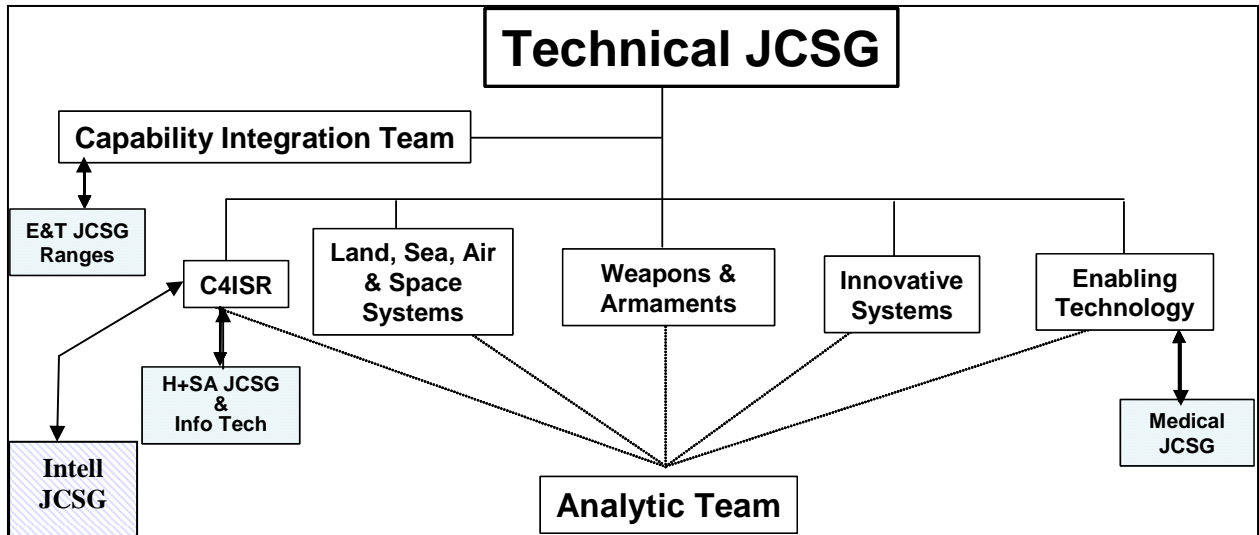 Technical JCSG
Capability Integration Team
E&T JCSG
Ranges
C4ISR
Land, Sea, Air
& Space
Systems
Weapons &
Armaments
Innovative
Systems
Enabling
Technology
H+SA JCSG
&
Info Tech
Medical
JCSG
Intell
JCSG
Analytic Team